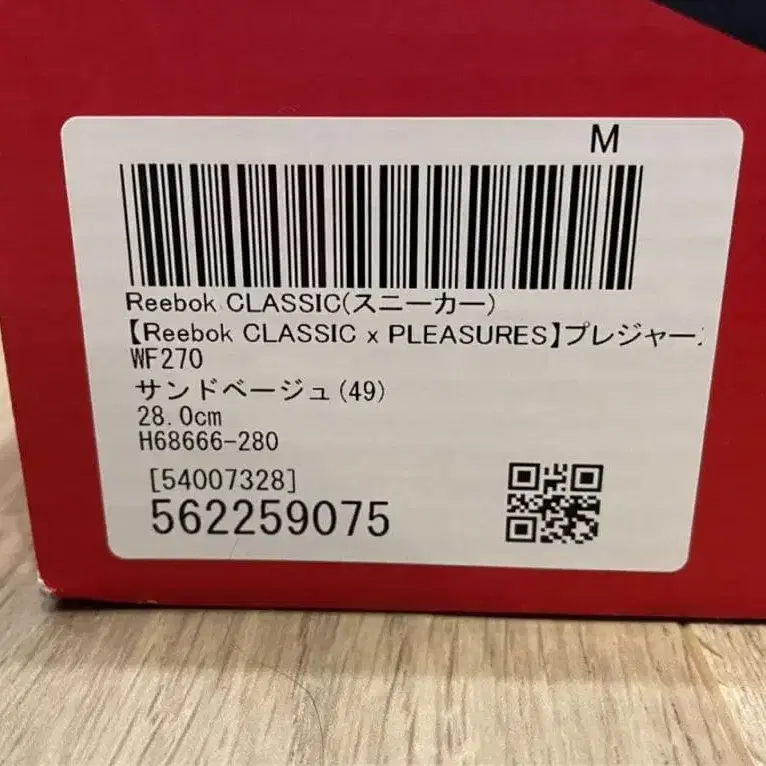 M
Reebok CLASSIC(スニーカー)
【Reebok CLASSIC x PLEASURES】プレジャー
WF270
サンドベージュ(49)
28.0cm
H68666-280
[54007328]
562259075